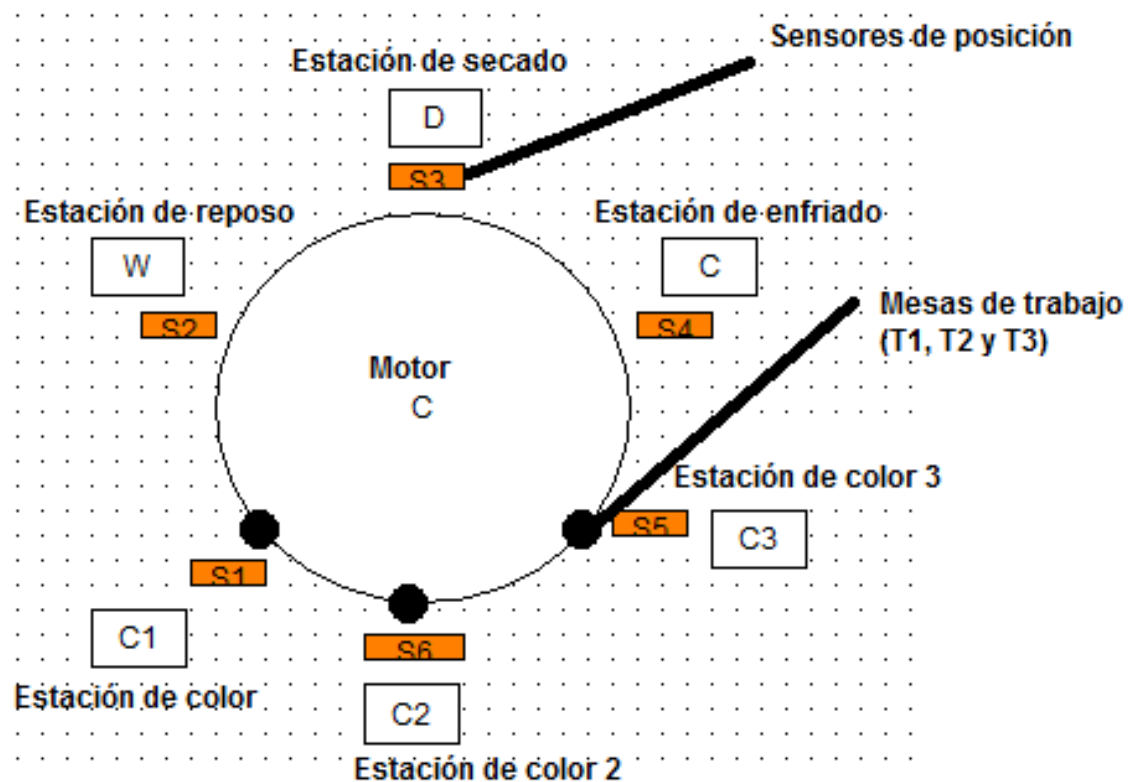 Sensores de posición
Estación de secado
D
S3
Estación de reposo
Estación de enfriado
W
C
S2
S4
Mesas de trabajo
(T1, T2 y T3)
Motor
C
Estación de color 3
S5
C3
S1
C1
S6
Estación de color
C2
Estación de color 2